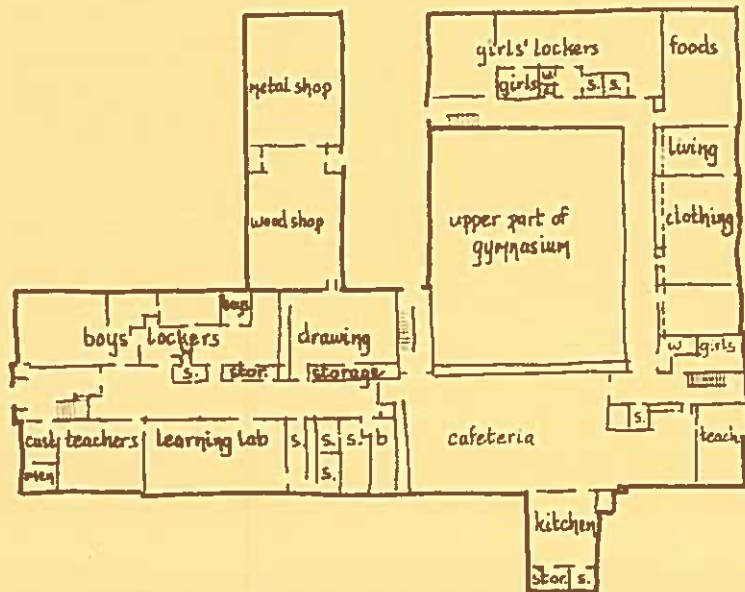 metal shop
wood shop
girls' lockers
foods
girls
w
s.
s.
living
clothing
upper part of
gymnasium
boys
boys' lockers
drawing
s.
stor.
storage
w
girls
cust
teachers
learning lab
s.
s.
s.
s.
b
men
cafeteria
s.
teach.
kitchen
stor.
s.